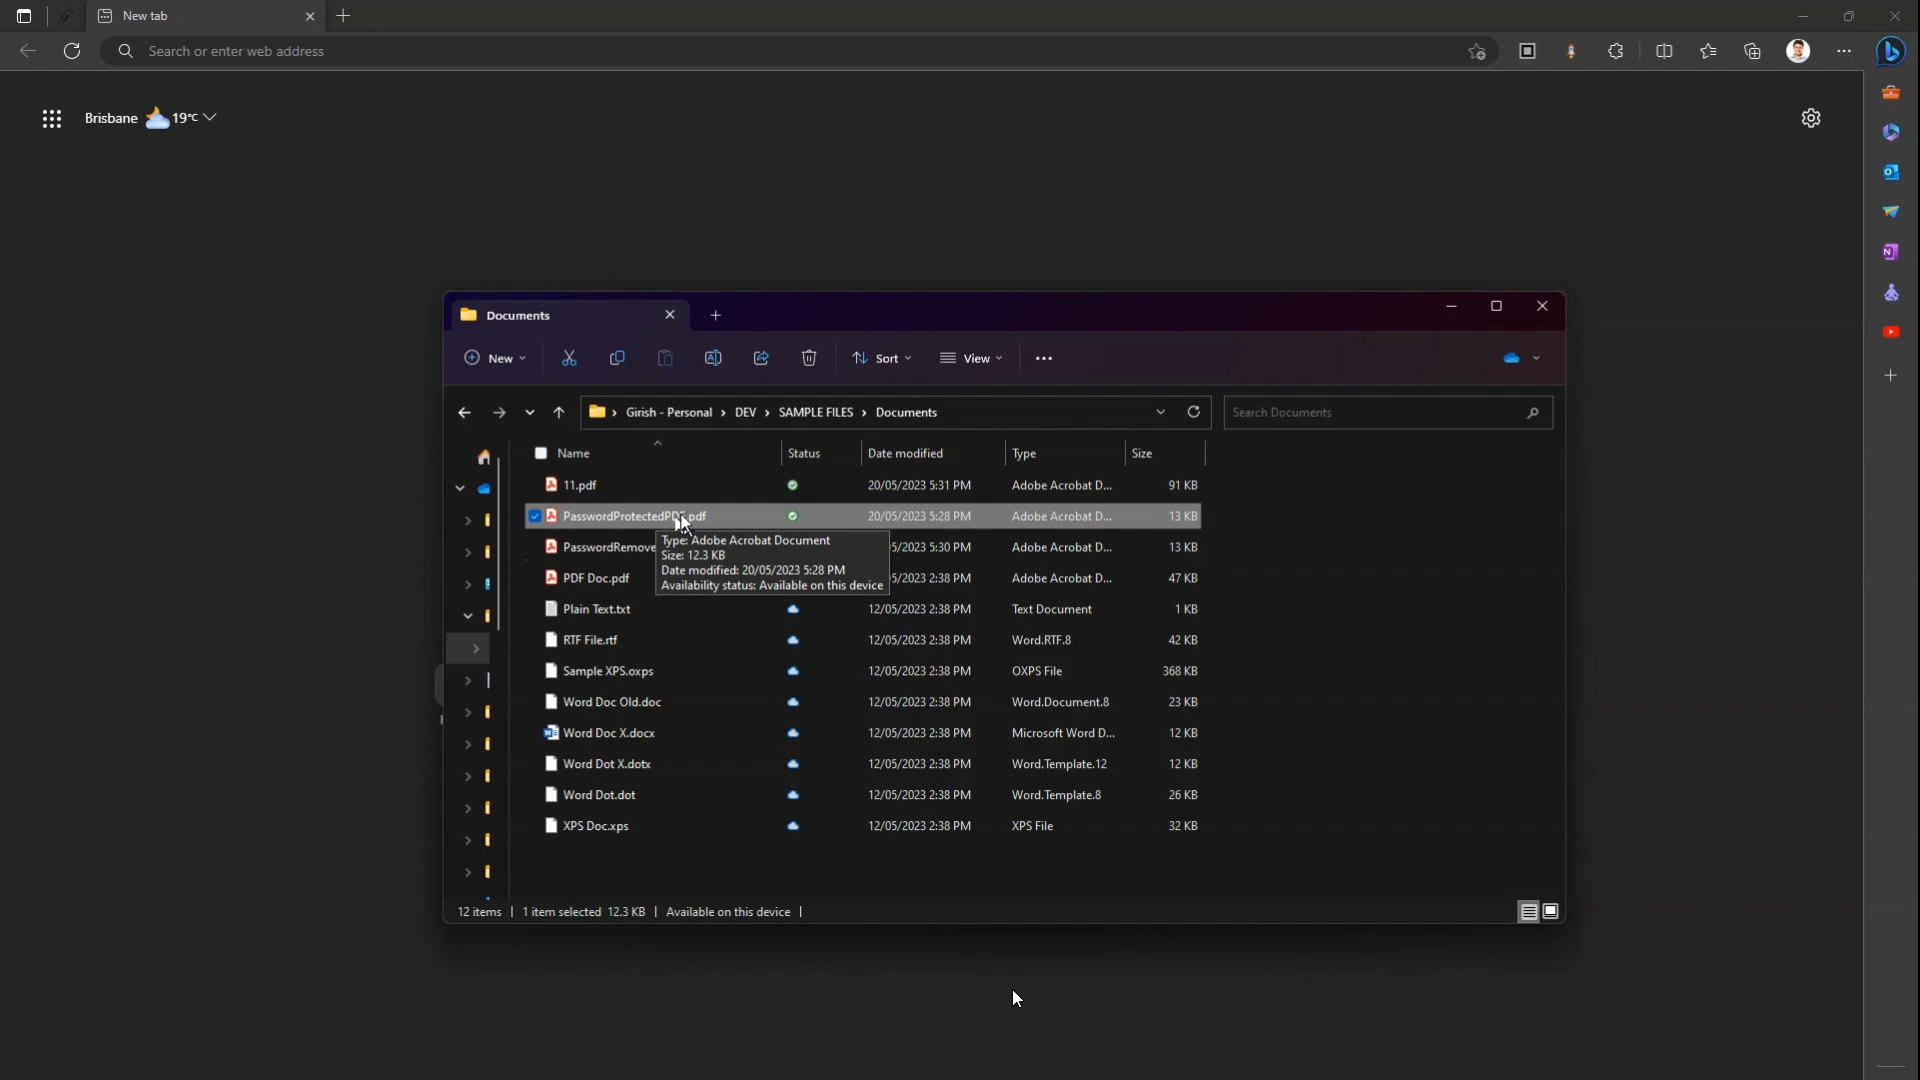 New tab
Search or enter web address
Brisbane 19°C
Documents
New Sort View
Girish - Personal › DEV › SAMPLE FILES › Documents
Search Documents
Name Status Date modified Type Size
11.pdf 20/05/2023 5:31 PM Adobe Acrobat D... 91 KB
PasswordProtectedPDF.pdf 20/05/2023 5:28 PM Adobe Acrobat D... 13 KB
PasswordRemove 5/2023 5:30 PM Adobe Acrobat D... 13 KB
PDF Doc.pdf 5/2023 2:38 PM Adobe Acrobat D... 47 KB
Type: Adobe Acrobat Document
Size: 12.3 KB
Date modified: 20/05/2023 5:28 PM
Availability status: Available on this device
Plain Text.txt 12/05/2023 2:38 PM Text Document 1 KB
RTF File.rtf 12/05/2023 2:38 PM Word.RTF.8 42 KB
Sample XPS.oxps 12/05/2023 2:38 PM OXPS File 368 KB
Word Doc Old.doc 12/05/2023 2:38 PM Word.Document.8 23 KB
Word Doc X.docx 12/05/2023 2:38 PM Microsoft Word D... 12 KB
Word Dot X.dotx 12/05/2023 2:38 PM Word.Template.12 12 KB
Word Dot.dot 12/05/2023 2:38 PM Word.Template.8 26 KB
XPS Doc.xps 12/05/2023 2:38 PM XPS File 32 KB
12 items | 1 item selected 12.3 KB | Available on this device |